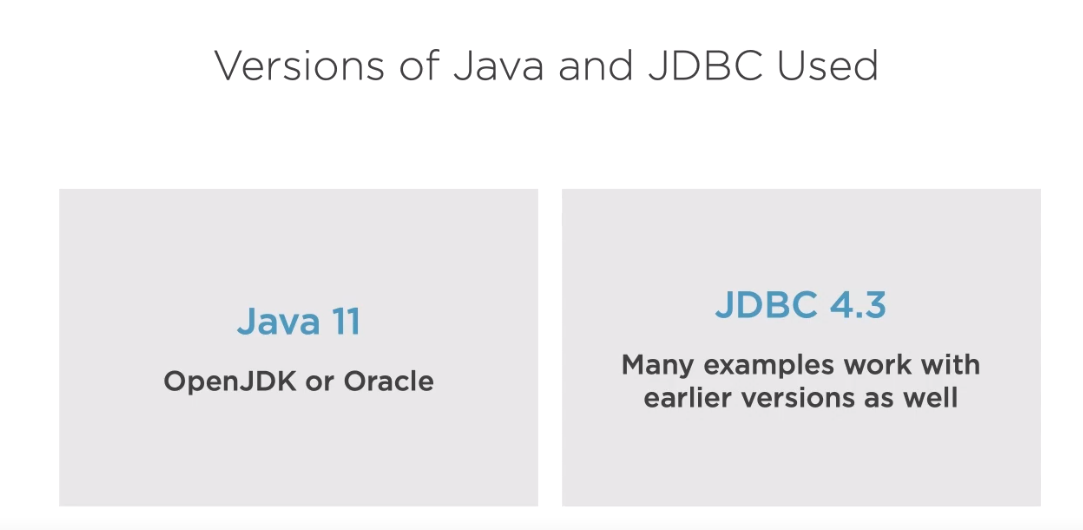 Versions of Java and JDBC Used
Java 11
OpenJDK or Oracle
JDBC 4.3
Many examples work with
earlier versions as well